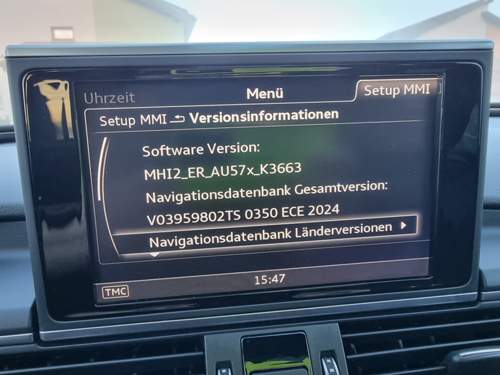 Uhrzeit Menü Setup MMI
Setup MMI Versionsinformationen
Software Version:
MHI2_ER_AU57x_K3663
Navigationsdatenbank Gesamtversion:
V03959802TS 0350 ECE 2024
Navigationsdatenbank Länderversionen
TMC 15:47